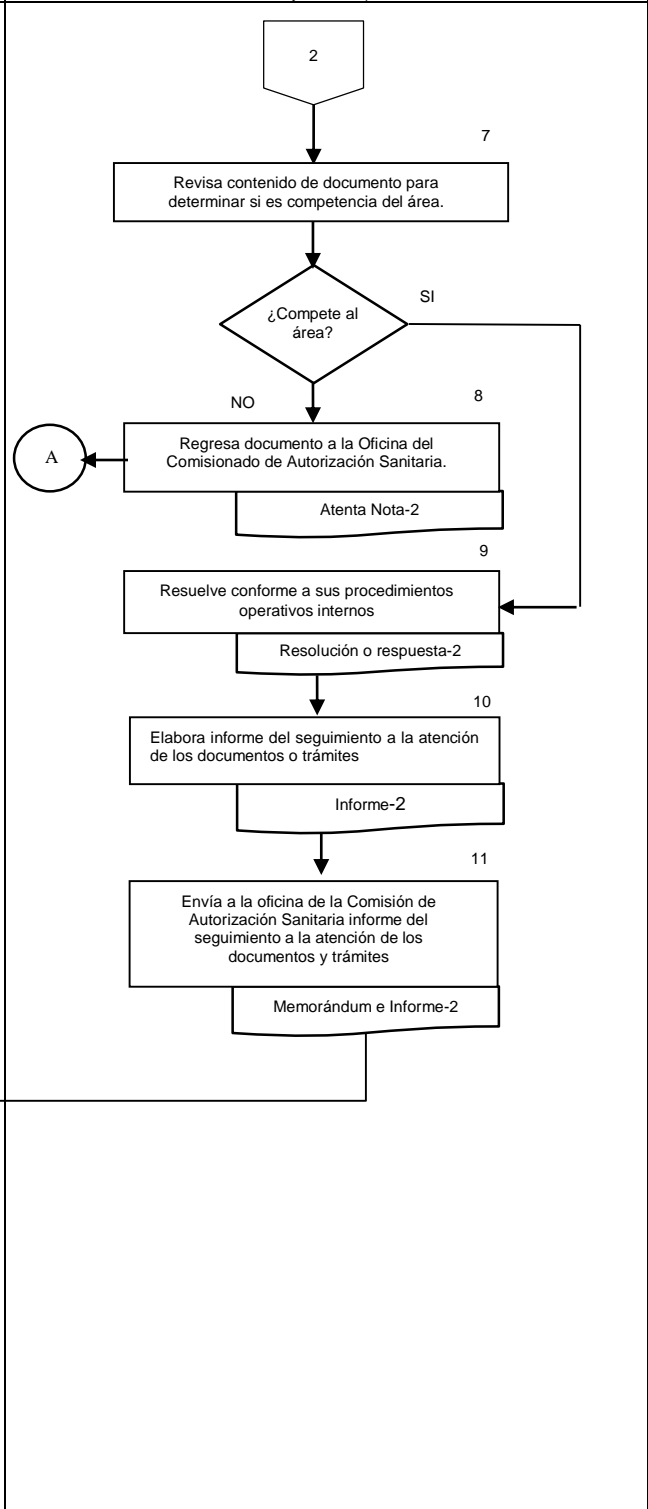 2
7
Revisa contenido de documento para
determinar si es competencia del área.
¿Compete al
área?
SI
NO
8
A
Regresa documento a la Oficina del
Comisionado de Autorización Sanitaria.
Atenta Nota-2
9
Resuelve conforme a sus procedimientos
operativos internos
Resolución o respuesta-2
10
Elabora informe del seguimiento a la atención
de los documentos o trámites
Informe-2
11
Envía a la oficina de la Comisión de
Autorización Sanitaria informe del
seguimiento a la atención de los
documentos y trámites
Memorándum e Informe-2